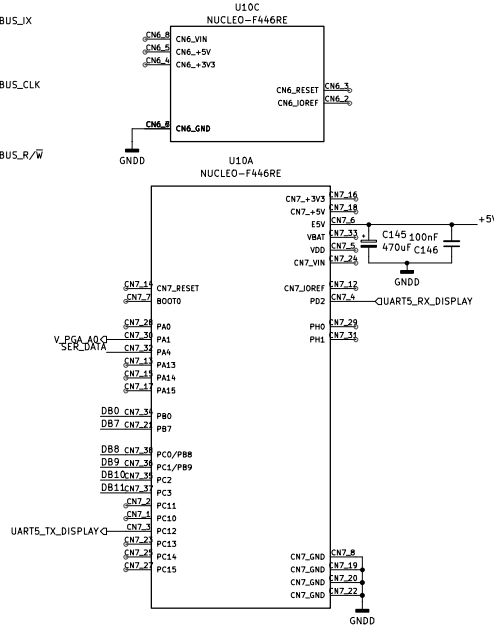 U10C
NUCLEO-F446RE
BUS_IX
CN6_8 CN6_VIN
CN6_5 CN6_+5V
CN6_4 CN6_+3V3
BUS_CLK
CN6_RESET CN6_3
CN6_IOREF CN6_2
CN6_GND
GNDD
BUS_R/W̅
U10A
NUCLEO-F446RE
CN7_+3V3 CN7_16
CN7_+5V CN7_18
E5V CN7_6 +5V
VBAT CN7_33 C145 100nF
VDD CN7_5 470uF C146
CN7_VIN CN7_24
GNDD
CN7_14 CN7_RESET CN7_IOREF CN7_12
CN7_7 BOOT0 PD2 CN7_4 UART5_RX_DISPLAY
CN7_28 PA0 PH0 CN7_29
V_PGA_A0 CN7_30 PA1 PH1 CN7_31
SER_DATA CN7_32 PA4
CN7_13 PA13
CN7_15 PA14
CN7_17 PA15
DB0 CN7_34 PB0
DB7 CN7_21 PB7
DB8 CN7_38 PC0/PB8
DB9 CN7_36 PC1/PB9
DB10 CN7_35 PC2
DB11 CN7_37 PC3
CN7_2 PC11
CN7_1 PC10
UART5_TX_DISPLAY CN7_3 PC12
CN7_23 PC13
CN7_25 PC14 CN7_GND CN7_8
CN7_27 PC15 CN7_GND CN7_19
CN7_GND CN7_20
CN7_GND CN7_22
GNDD